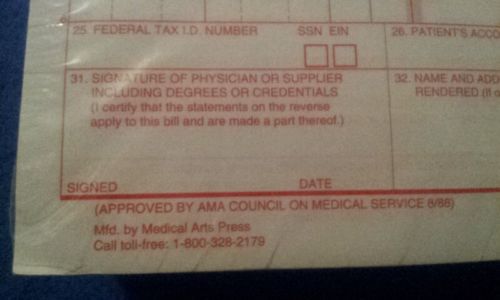 25. FEDERAL TAX I.D. NUMBER SSN EIN 26. PATIENT'S ACCO
31. SIGNATURE OF PHYSICIAN OR SUPPLIER
INCLUDING DEGREES OR CREDENTIALS
(I certify that the statements on the reverse
apply to this bill and are made a part thereof.)
32. NAME AND ADD
RENDERED (If o
SIGNED DATE
(APPROVED BY AMA COUNCIL ON MEDICAL SERVICE 8/88)
Mfd. by Medical Arts Press
Call toll-free: 1-800-328-2179